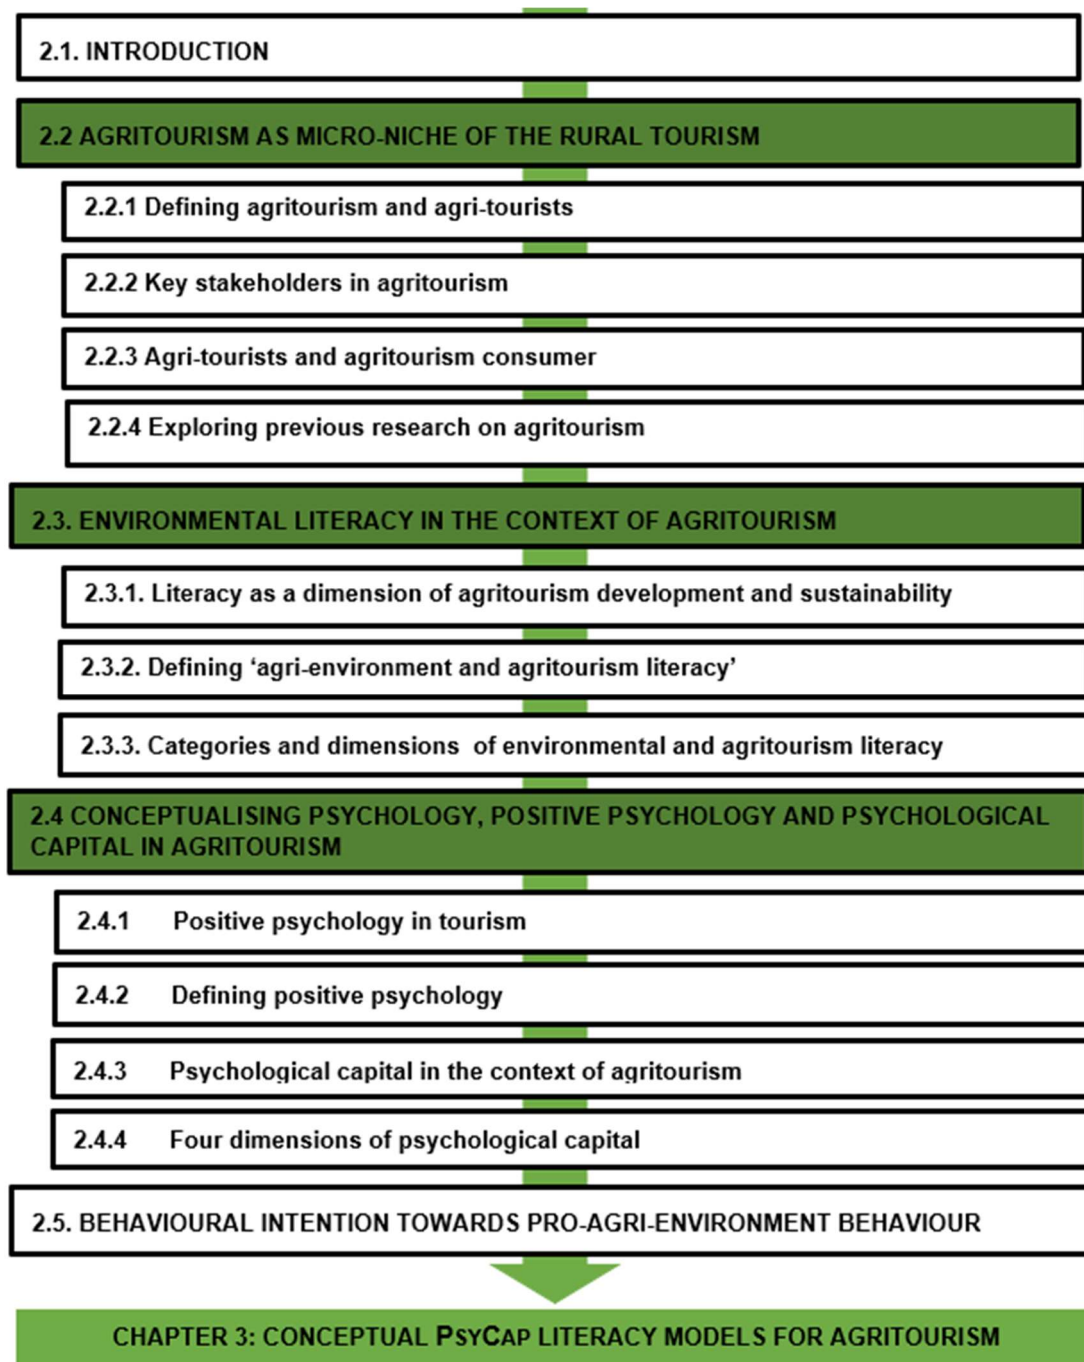 2.1. INTRODUCTION
2.2 AGRITOURISM AS MICRO-NICHE OF THE RURAL TOURISM
2.2.1 Defining agritourism and agri-tourists
2.2.2 Key stakeholders in agritourism
2.2.3 Agri-tourists and agritourism consumer
2.2.4 Exploring previous research on agritourism
2.3. ENVIRONMENTAL LITERACY IN THE CONTEXT OF AGRITOURISM
2.3.1. Literacy as a dimension of agritourism development and sustainability
2.3.2. Defining ‘agri-environment and agritourism literacy’
2.3.3. Categories and dimensions of environmental and agritourism literacy
2.4 CONCEPTUALISING PSYCHOLOGY, POSITIVE PSYCHOLOGY AND PSYCHOLOGICAL
CAPITAL IN AGRITOURISM
2.4.1 Positive psychology in tourism
2.4.2 Defining positive psychology
2.4.3 Psychological capital in the context of agritourism
2.4.4 Four dimensions of psychological capital
2.5. BEHAVIOURAL INTENTION TOWARDS PRO-AGRI-ENVIRONMENT BEHAVIOUR
CHAPTER 3: CONCEPTUAL PSYCAP LITERACY MODELS FOR AGRITOURISM